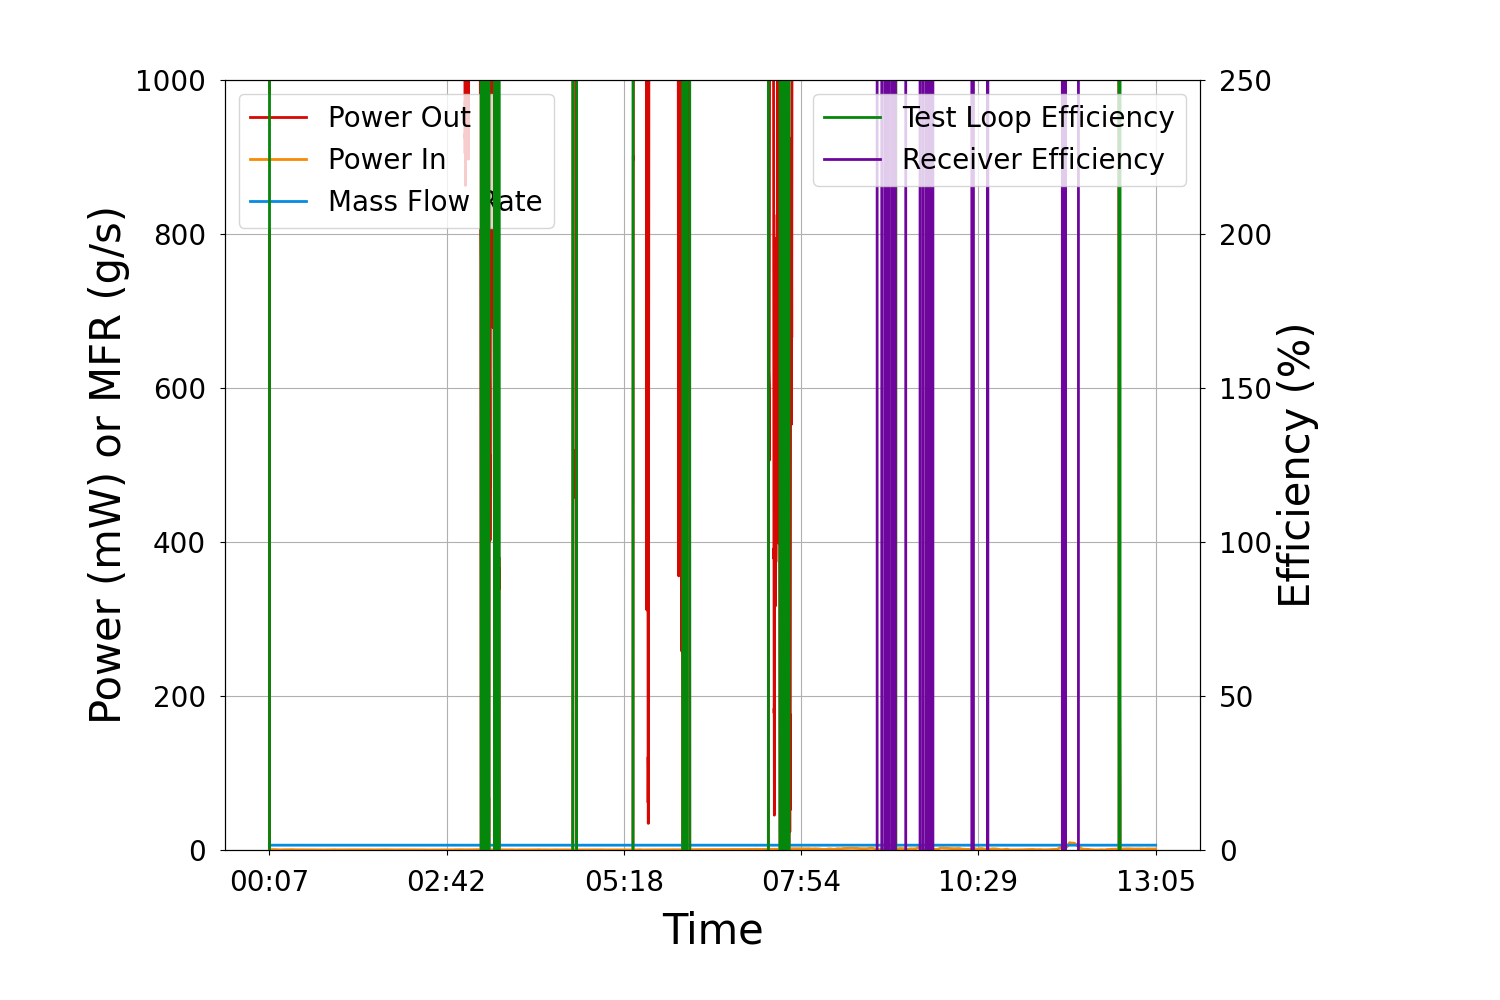 1000
800
600
400
200
0
Power (mW) or MFR (g/s)
Power Out
Power In
Mass Flow Rate
Test Loop Efficiency
Receiver Efficiency
250
200
150
100
50
0
Efficiency (%)
00:07 02:42 05:18 07:54 10:29 13:05
Time